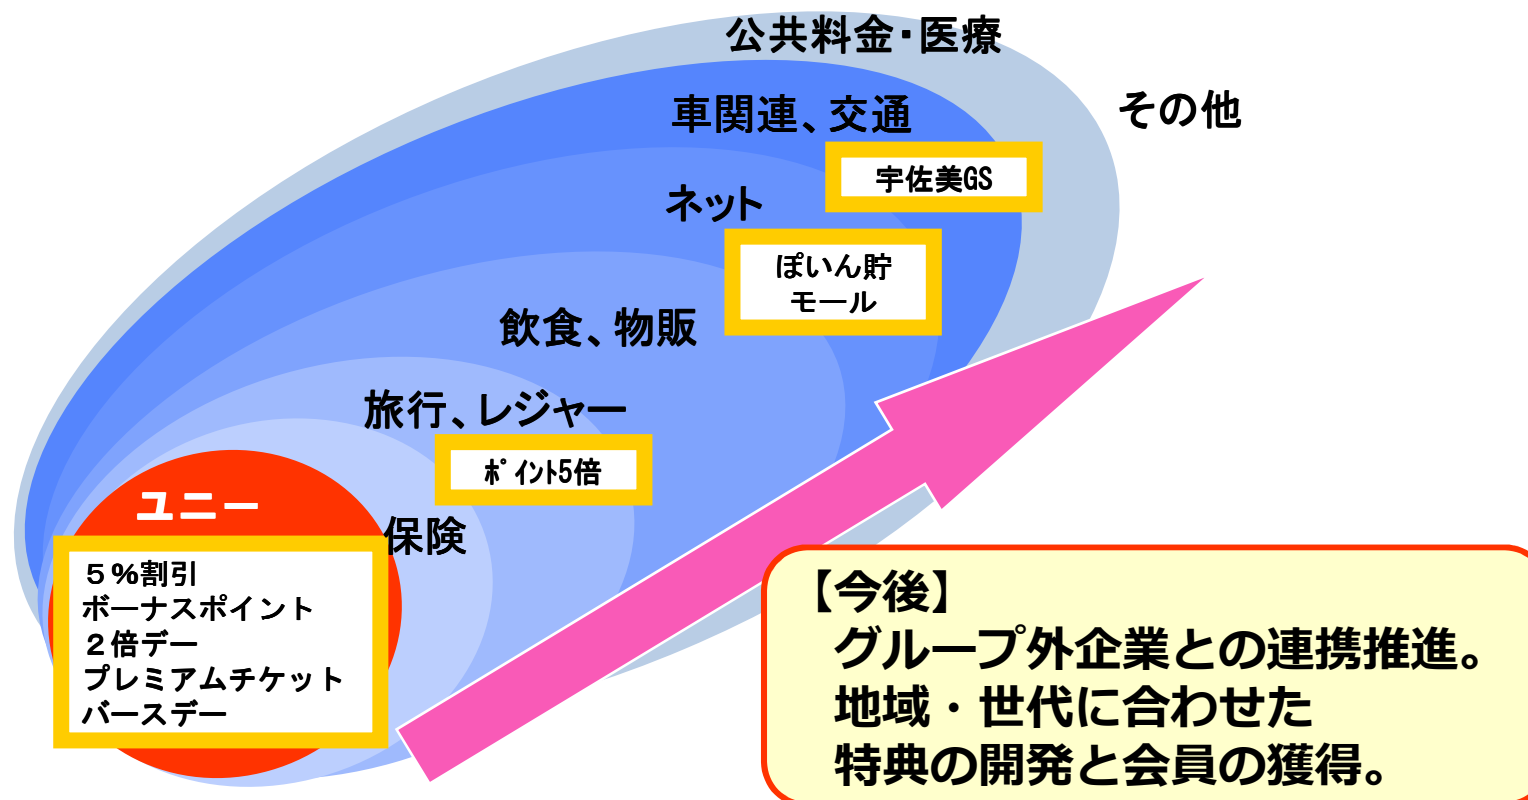 公共料金・医療
その他
車関連、交通
宇佐美GS
ネット
ぽいん貯
モール
飲食、物販
旅行、レジャー
ﾎﾟｲﾝﾄ5倍
ユニー
保険
５％割引
ボーナスポイント
２倍デー
プレミアムチケット
バースデー
【今後】
グループ外企業との連携推進。
地域・世代に合わせた
特典の開発と会員の獲得。